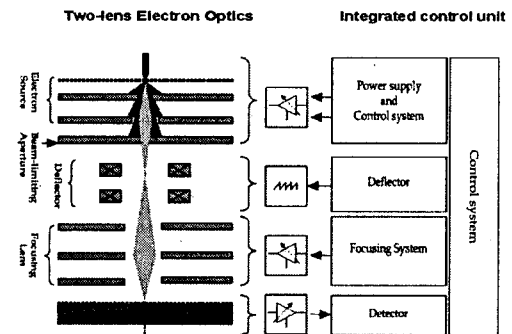 Two-lens Electron Optics
Integrated control unit
Electron
Source
Beam-limiting
Aperture
Deflector
Focusing
Lens
Power supply
and
Control system
Deflector
Focusing System
Detector
Control system